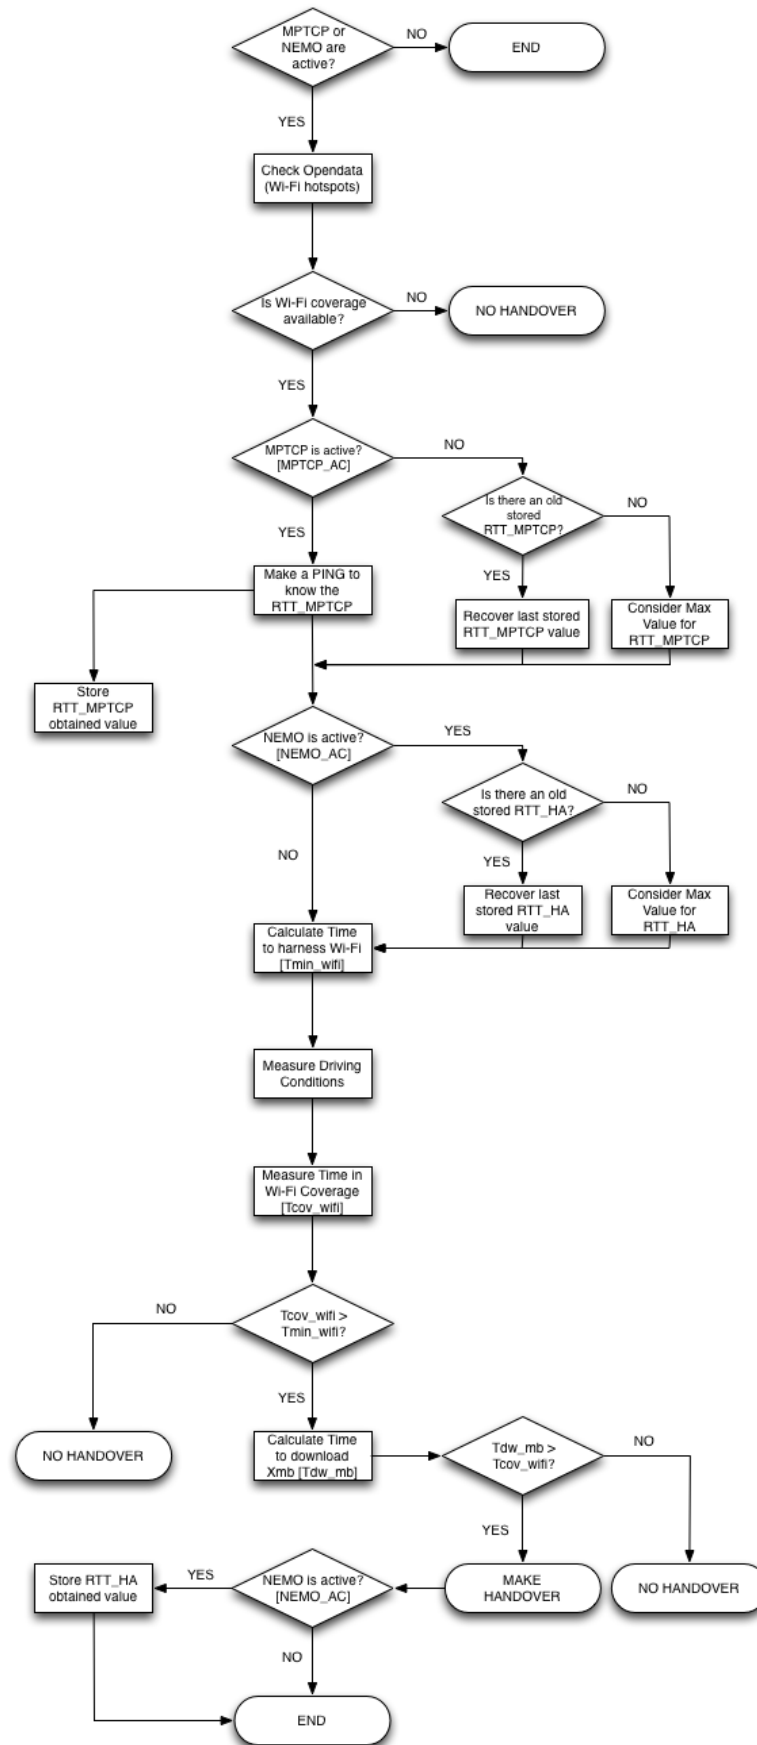 MPTCP or
NEMO are
active?
NO
END
YES
Check Opendata
(Wi-Fi hotspots)
Is Wi-Fi coverage
available?
NO
NO HANDOVER
YES
MPTCP is active?
[MPTCP_AC]
NO
Is there an old
stored
RTT_MPTCP?
NO
YES
Make a PING to
know the
RTT_MPTCP
YES
Recover last stored
RTT_MPTCP value
Consider Max
Value for
RTT_MPTCP
Store
RTT_MPTCP
obtained value
NEMO is active?
[NEMO_AC]
YES
Is there an old
stored RTT_HA?
NO
NO
YES
Recover last
stored RTT_HA
value
Consider Max
Value for
RTT_HA
Calculate Time
to harness Wi-Fi
[Tmin_wifi]
Measure Driving
Conditions
Measure Time in
Wi-Fi Coverage
[Tcov_wifi]
Tcov_wifi >
Tmin_wifi?
NO
YES
NO HANDOVER
Calculate Time
to download
Xmb [Tdw_mb]
Tdw_mb >
Tcov_wifi?
NO
YES
MAKE
HANDOVER
NO HANDOVER
NEMO is active?
[NEMO_AC]
YES
Store RTT_HA
obtained value
NO
END